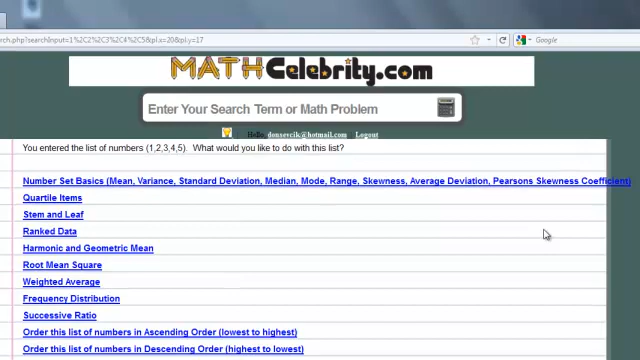 rch.php?searchInput=1%2C2%2C3%2C4%2C5&pl.x=20&pl.y=17
Google
MATHCelebrity.com
Enter Your Search Term or Math Problem
Hello, donsevcik@hotmail.com Logout
You entered the list of numbers (1,2,3,4,5). What would you like to do with this list?
Number Set Basics (Mean, Variance, Standard Deviation, Median, Mode, Range, Skewness, Average Deviation, Pearsons Skewness Coefficient)
Quartile Items
Stem and Leaf
Ranked Data
Harmonic and Geometric Mean
Root Mean Square
Weighted Average
Frequency Distribution
Successive Ratio
Order this list of numbers in Ascending Order (lowest to highest)
Order this list of numbers in Descending Order (highest to lowest)